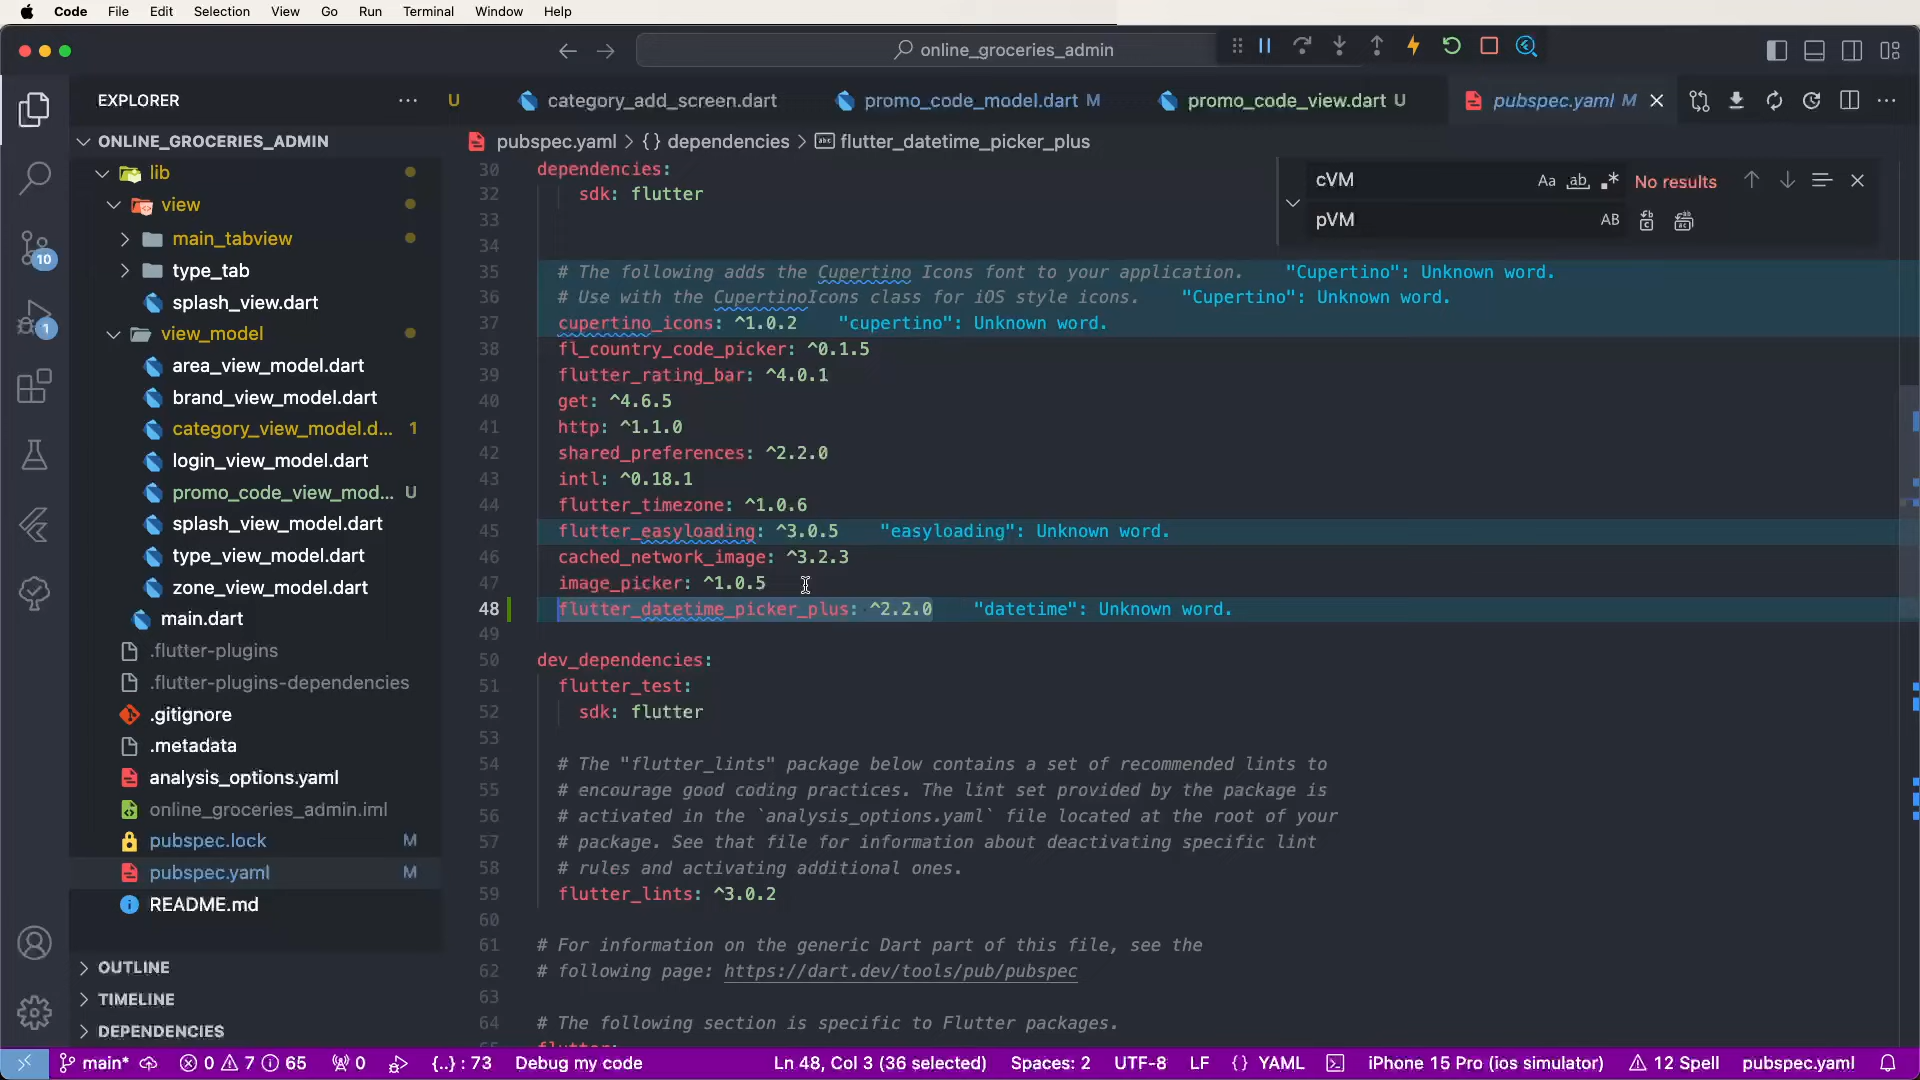 Code File Edit Selection View Go Run Terminal Window Help
online_groceries_admin
EXPLORER
U
category_add_screen.dart
promo_code_model.dart M
promo_code_view.dart U
pubspec.yaml M
ONLINE_GROCERIES_ADMIN
pubspec.yaml > {} dependencies > abc flutter_datetime_picker_plus
lib
view
main_tabview
type_tab
splash_view.dart
view_model
area_view_model.dart
brand_view_model.dart
category_view_model.d... 1
login_view_model.dart
promo_code_view_mod... U
splash_view_model.dart
type_view_model.dart
zone_view_model.dart
main.dart
.flutter-plugins
.flutter-plugins-dependencies
.gitignore
.metadata
analysis_options.yaml
online_groceries_admin.iml
pubspec.lock M
pubspec.yaml M
README.md
OUTLINE
TIMELINE
DEPENDENCIES
10
1
cVM Aa ab No results
pVM AB
30 dependencies:
32 sdk: flutter
33
34
35 # The following adds the Cupertino Icons font to your application. "Cupertino": Unknown word.
36 # Use with the CupertinoIcons class for iOS style icons. "Cupertino": Unknown word.
37 cupertino_icons: ^1.0.2 "cupertino": Unknown word.
38 fl_country_code_picker: ^0.1.5
39 flutter_rating_bar: ^4.0.1
40 get: ^4.6.5
41 http: ^1.1.0
42 shared_preferences: ^2.2.0
43 intl: ^0.18.1
44 flutter_timezone: ^1.0.6
45 flutter_easyloading: ^3.0.5 "easyloading": Unknown word.
46 cached_network_image: ^3.2.3
47 image_picker: ^1.0.5
48 flutter_datetime_picker_plus: ^2.2.0 "datetime": Unknown word.
49
50 dev_dependencies:
51 flutter_test:
52 sdk: flutter
53
54 # The "flutter_lints" package below contains a set of recommended lints to
55 # encourage good coding practices. The lint set provided by the package is
56 # activated in the `analysis_options.yaml` file located at the root of your
57 # package. See that file for information about deactivating specific lint
58 # rules and activating additional ones.
59 flutter_lints: ^3.0.2
60
61 # For information on the generic Dart part of this file, see the
62 # following page: https://dart.dev/tools/pub/pubspec
63
64 # The following section is specific to Flutter packages.
65 flutter:
main* 0 7 65 0 {..} : 73 Debug my code Ln 48, Col 3 (36 selected) Spaces: 2 UTF-8 LF {} YAML iPhone 15 Pro (ios simulator) 12 Spell pubspec.yaml